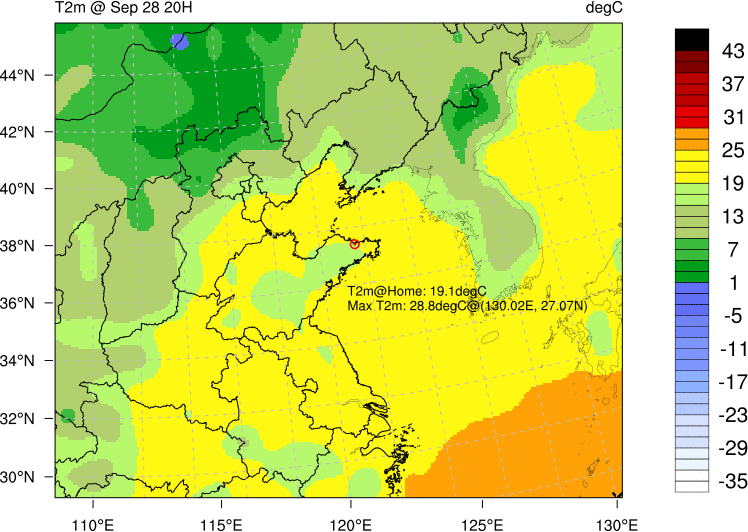 T2m @ Sep 28 20H
degC
44°N
42°N
40°N
38°N
36°N
34°N
32°N
30°N
110°E
115°E
120°E
125°E
130°E
T2m@Home: 19.1degC
Max T2m: 28.8degC@(130.02E, 27.07N)
43
37
31
25
19
13
7
1
-5
-11
-17
-23
-29
-35